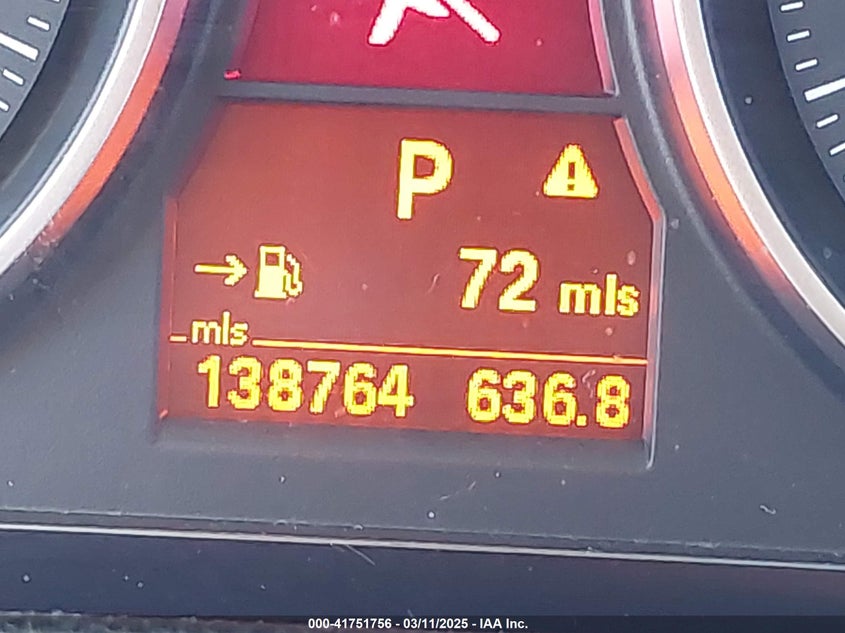 P
72 mls
mls
138764 636.8
000-41751756 - 03/11/2025 - IAA Inc.